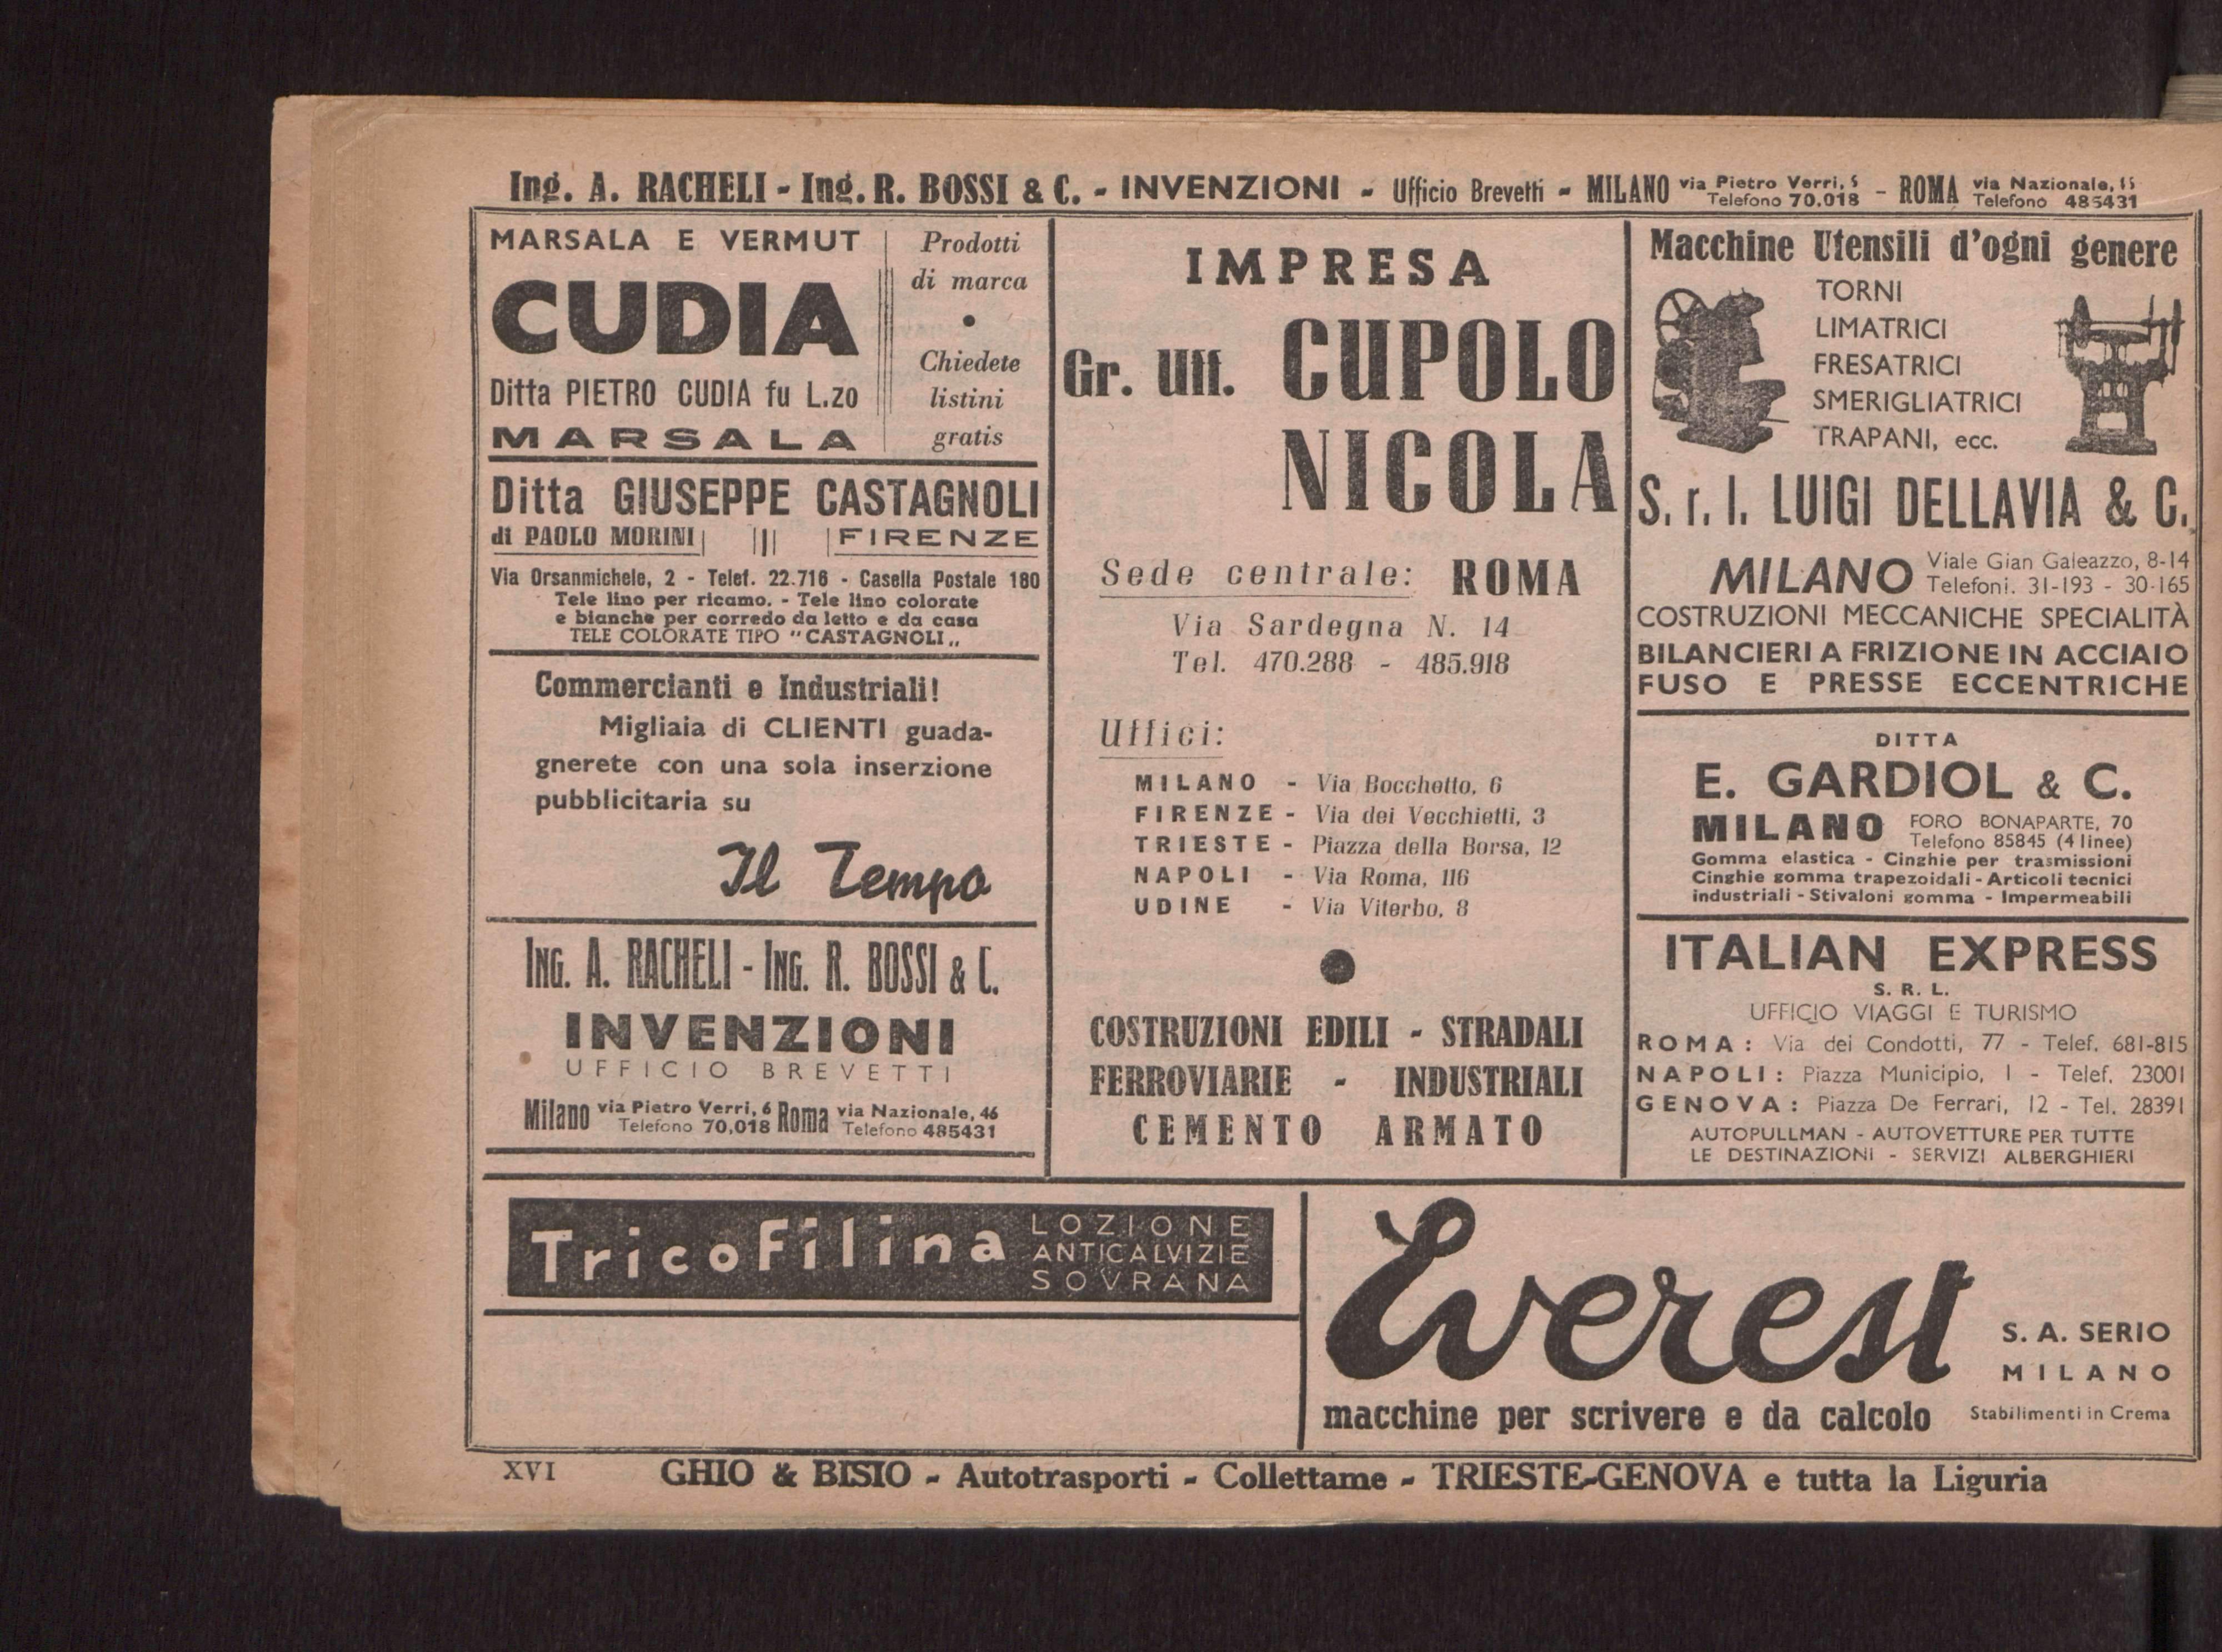 Ing. A. RACHELI - Ing. R. BOSSI & C. - INVENZIONI - Ufficio Brevetti - MILANO via Pietro Verri, Telefono 70,018 - ROMA via Nazionale, Telefono 485431
MARSALA E VERMUT
CUDIA
Ditta PIETRO CUDIA fu L.zo
MARSALA
Prodotti
di marca
•
Chiedete
listini
gratis
Ditta GIUSEPPE CASTAGNOLI
di PAOLO MORINI FIRENZE
Via Orsanmichele, 2 - Telef. 22.716 - Casella Postale 180
Tele lino per ricamo. - Tele lino colorate
e bianche per corredo da letto e da casa
TELE COLORATE TIPO "CASTAGNOLI„
Commercianti e Industriali!
Migliaia di CLIENTI guada-
gnerete con una sola inserzione
pubblicitaria su
Il Tempo
ING. A. RACHELI - ING. R. BOSSI & C.
INVENZIONI
UFFICIO BREVETTI
Milano via Pietro Verri, 6 Telefono 70,018 Roma via Nazionale, 46 Telefono 485431
IMPRESA
Gr. Uff. CUPOLO
NICOLA
Sede centrale: ROMA
Via Sardegna N. 14
Tel. 470.288 - 485.918
Uffici:
MILANO - Via Bocchetto, 6
FIRENZE - Via dei Vecchietti, 3
TRIESTE - Piazza della Borsa, 12
NAPOLI - Via Roma, 116
UDINE - Via Viterbo, 8
COSTRUZIONI EDILI - STRADALI
FERROVIARIE - INDUSTRIALI
CEMENTO ARMATO
Macchine Utensili d'ogni genere
TORNI
LIMATRICI
FRESATRICI
SMERIGLIATRICI
TRAPANI, ecc.
S. r. l. LUIGI DELLAVIA & C.
MILANO Viale Gian Galeazzo, 8-14
Telefoni. 31-193 - 30-165
COSTRUZIONI MECCANICHE SPECIALITÀ
BILANCIERI A FRIZIONE IN ACCIAIO
FUSO E PRESSE ECCENTRICHE
DITTA
E. GARDIOL & C.
MILANO FORO BONAPARTE, 70
Telefono 85845 (4 linee)
Gomma elastica - Cinghie per trasmissioni
Cinghie gomma trapezoidali - Articoli tecnici
industriali - Stivaloni gomma - Impermeabili
ITALIAN EXPRESS
S. R. L.
UFFICIO VIAGGI E TURISMO
ROMA: Via dei Condotti, 77 - Telef. 681-815
NAPOLI: Piazza Municipio, 1 - Telef. 23001
GENOVA: Piazza De Ferrari, 12 - Tel. 28391
AUTOPULLMAN - AUTOVETTURE PER TUTTE
LE DESTINAZIONI - SERVIZI ALBERGHIERI
TricoFilina
LOZIONE
ANTICALVIZIE
SOVRANA
Everest
S. A. SERIO
MILANO
macchine per scrivere e da calcolo
Stabilimenti in Crema
XVI
GHIO & BISIO - Autotrasporti - Collettame - TRIESTE-GENOVA e tutta la Liguria